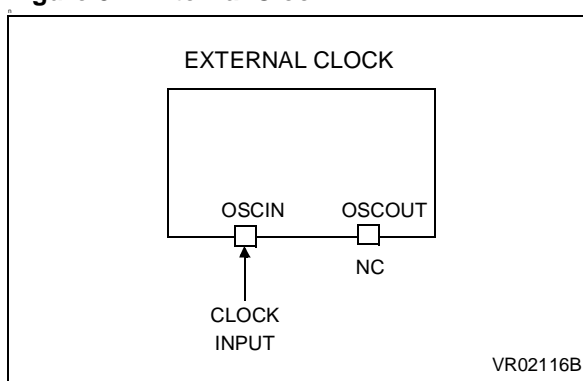 EXTERNAL CLOCK
OSCIN OSCOUT
NC
CLOCK
INPUT
VR02116B